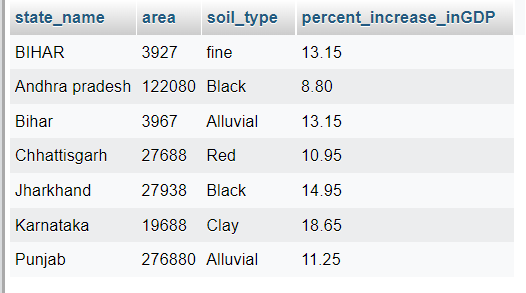 state_name area soil_type percent_increase_inGDP
BIHAR 3927 fine 13.15
Andhra pradesh 122080 Black 8.80
Bihar 3967 Alluvial 13.15
Chhattisgarh 27688 Red 10.95
Jharkhand 27938 Black 14.95
Karnataka 19688 Clay 18.65
Punjab 276880 Alluvial 11.25